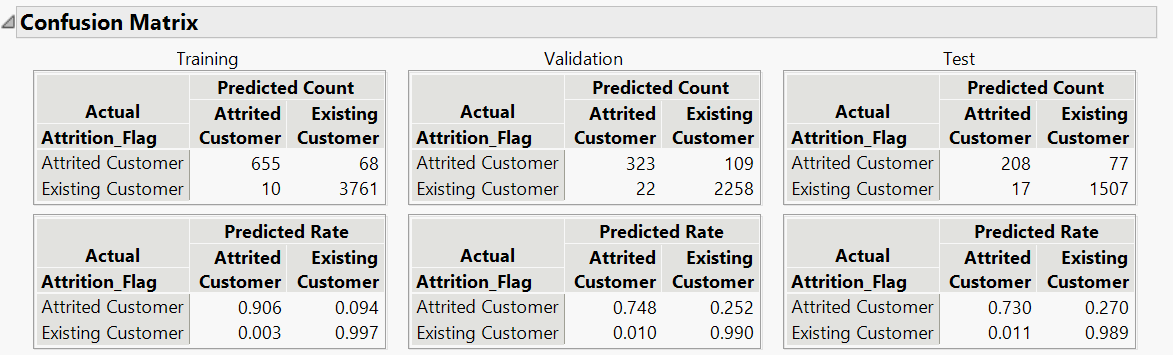 Confusion Matrix
Training
Predicted Count
Actual Attrited Existing
Attrition_Flag Customer Customer
Attrited Customer 655 68
Existing Customer 10 3761
Predicted Rate
Actual Attrited Existing
Attrition_Flag Customer Customer
Attrited Customer 0.906 0.094
Existing Customer 0.003 0.997
Validation
Predicted Count
Actual Attrited Existing
Attrition_Flag Customer Customer
Attrited Customer 323 109
Existing Customer 22 2258
Predicted Rate
Actual Attrited Existing
Attrition_Flag Customer Customer
Attrited Customer 0.748 0.252
Existing Customer 0.010 0.990
Test
Predicted Count
Actual Attrited Existing
Attrition_Flag Customer Customer
Attrited Customer 208 77
Existing Customer 17 1507
Predicted Rate
Actual Attrited Existing
Attrition_Flag Customer Customer
Attrited Customer 0.730 0.270
Existing Customer 0.011 0.989